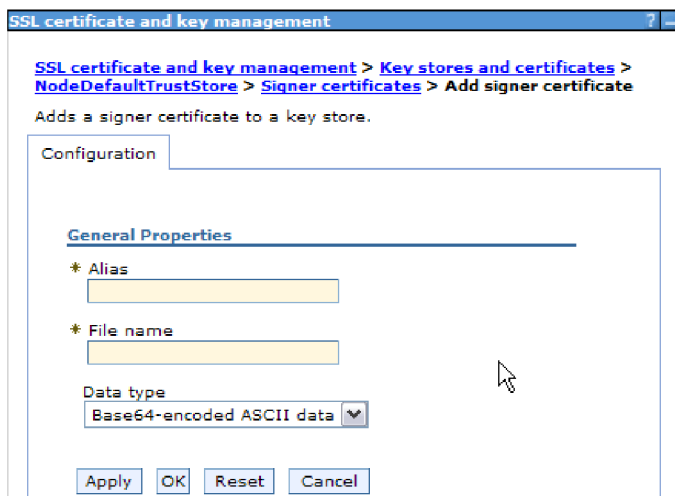 SSL certificate and key management ? _
SSL certificate and key management > Key stores and certificates >
NodeDefaultTrustStore > Signer certificates > Add signer certificate
Adds a signer certificate to a key store.
Configuration
General Properties
* Alias
* File name
Data type
Base64-encoded ASCII data
Apply OK Reset Cancel